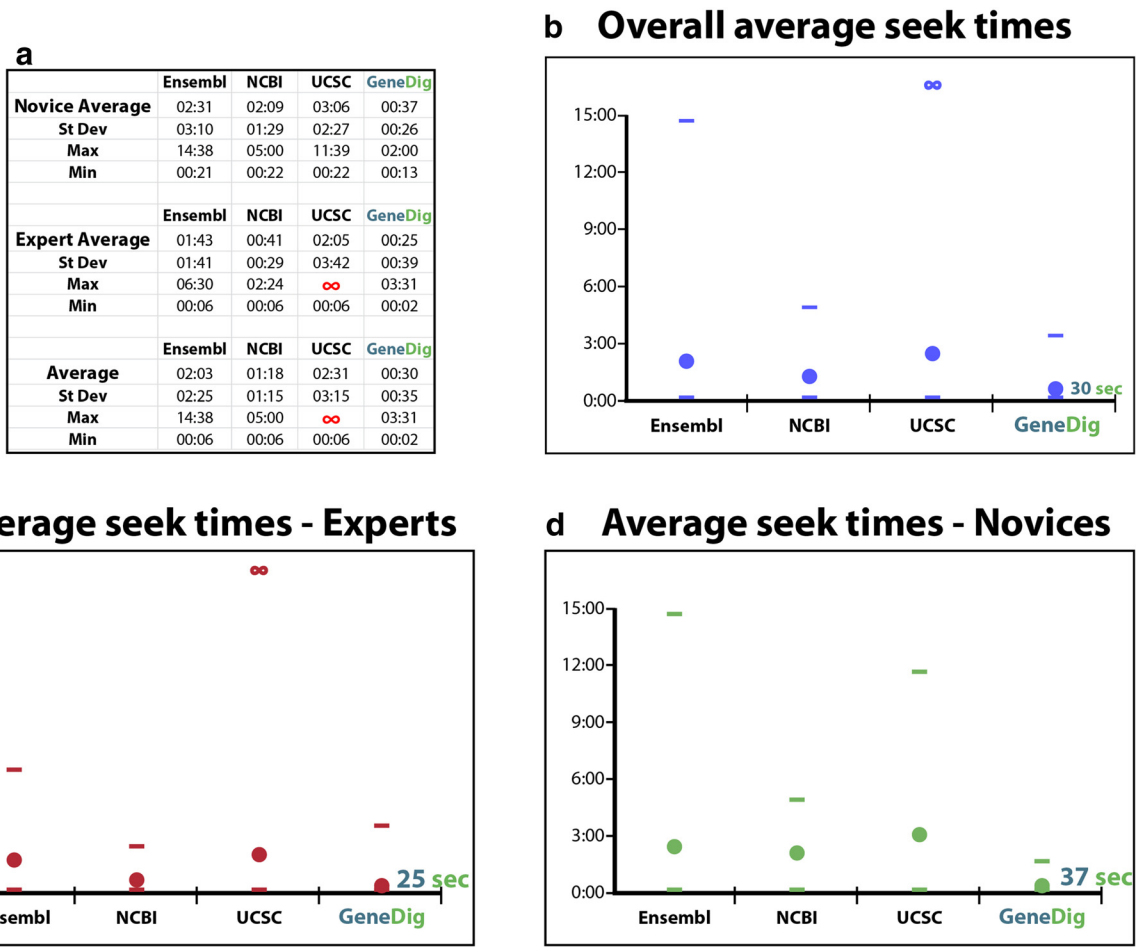 a
Ensembl NCBI UCSC GeneDig
Novice Average 02:31 02:09 03:06 00:37
St Dev 03:10 01:29 02:27 00:26
Max 14:38 05:00 11:39 02:00
Min 00:21 00:22 00:22 00:13
Ensembl NCBI UCSC GeneDig
Expert Average 01:43 00:41 02:05 00:25
St Dev 01:41 00:29 03:42 00:39
Max 06:30 02:24 ∞ 03:31
Min 00:06 00:06 00:06 00:02
Ensembl NCBI UCSC GeneDig
Average 02:03 01:18 02:31 00:30
St Dev 02:25 01:15 03:15 00:35
Max 14:38 05:00 ∞ 03:31
Min 00:06 00:06 00:06 00:02
b Overall average seek times
∞
15:00
12:00
9:00
6:00
3:00
0:00
30 sec
Ensembl NCBI UCSC GeneDig
erage seek times - Experts
∞
25 sec
sembl NCBI UCSC GeneDig
d Average seek times - Novices
15:00
12:00
9:00
6:00
3:00
0:00
37 sec
Ensembl NCBI UCSC GeneDig